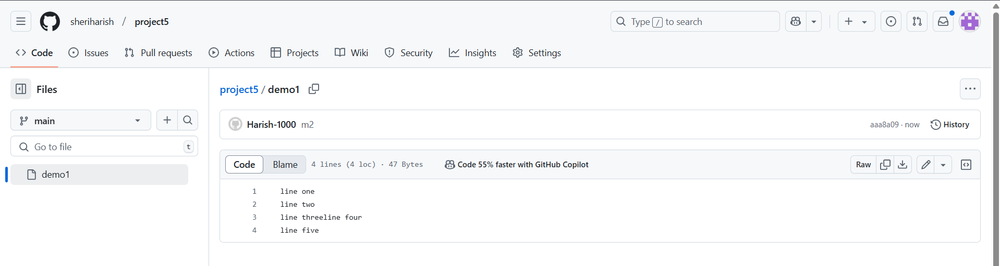 sheriharish / project5
Type / to search
Code Issues Pull requests Actions Projects Wiki Security Insights Settings
Files
project5 / demo1
main
Harish-1000 m2
aaa8a09 · now History
Go to file t
demo1
Code Blame 4 lines (4 loc) · 47 Bytes Code 55% faster with GitHub Copilot Raw
1 line one
2 line two
3 line threeline four
4 line five